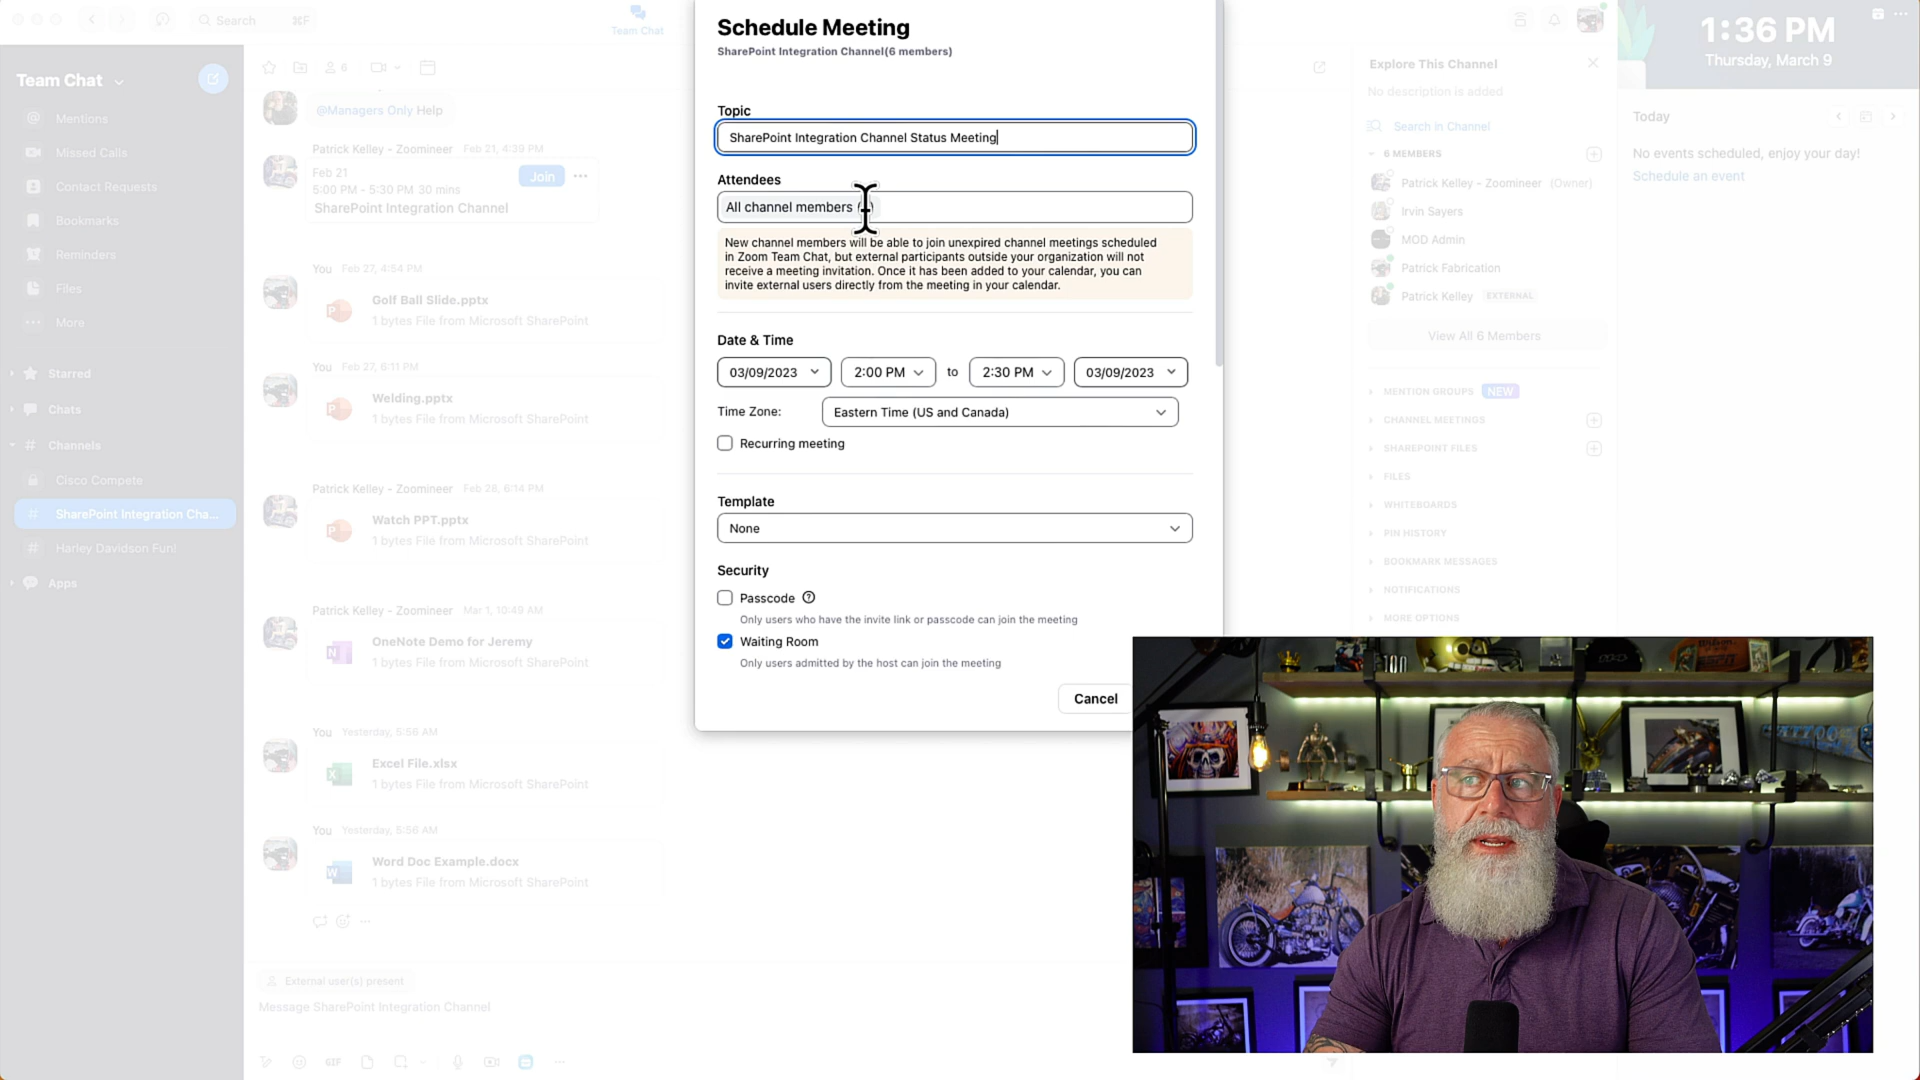 Search
⌘F
Team Chat
1:36 PM
Thursday, March 9
Team Chat
Mentions
Missed Calls
Contact Requests
Bookmarks
Reminders
Files
More
Starred
Chats
Channels
Cisco Compete
SharePoint Integration Cha...
Harley Davidson Fun!
Apps
6
@Managers Only Help
Patrick Kelley - Zoomineer Feb 21, 4:39 PM
Feb 21
5:00 PM - 5:30 PM 30 mins
SharePoint Integration Channel
Join
You Feb 27, 4:54 PM
Golf Ball Slide.pptx
1 bytes File from Microsoft SharePoint
You Feb 27, 6:11 PM
Welding.pptx
1 bytes File from Microsoft SharePoint
Patrick Kelley - Zoomineer Feb 28, 6:14 PM
Watch PPT.pptx
1 bytes File from Microsoft SharePoint
Patrick Kelley - Zoomineer Mar 1, 10:49 AM
OneNote Demo for Jeremy
1 bytes File from Microsoft SharePoint
You Yesterday, 5:56 AM
Excel File.xlsx
1 bytes File from Microsoft SharePoint
You Yesterday, 5:56 AM
Word Doc Example.docx
1 bytes File from Microsoft SharePoint
External user(s) present
Message SharePoint Integration Channel
GIF
Schedule Meeting
SharePoint Integration Channel(6 members)
Topic
SharePoint Integration Channel Status Meeting
Attendees
All channel members
New channel members will be able to join unexpired channel meetings scheduled
in Zoom Team Chat, but external participants outside your organization will not
receive a meeting invitation. Once it has been added to your calendar, you can
invite external users directly from the meeting in your calendar.
Date & Time
03/09/2023 2:00 PM to 2:30 PM 03/09/2023
Time Zone: Eastern Time (US and Canada)
Recurring meeting
Template
None
Security
Passcode
Only users who have the invite link or passcode can join the meeting
Waiting Room
Only users admitted by the host can join the meeting
Cancel
Explore This Channel
No description is added
Search in Channel
6 MEMBERS
Patrick Kelley - Zoomineer (Owner)
Irvin Sayers
MOD Admin
Patrick Fabrication
Patrick Kelley EXTERNAL
View All 6 Members
MENTION GROUPS NEW
CHANNEL MEETINGS
SHAREPOINT FILES
FILES
WHITEBOARDS
PIN HISTORY
BOOKMARK MESSAGES
NOTIFICATIONS
MORE OPTIONS
Today
No events scheduled, enjoy your day!
Schedule an event